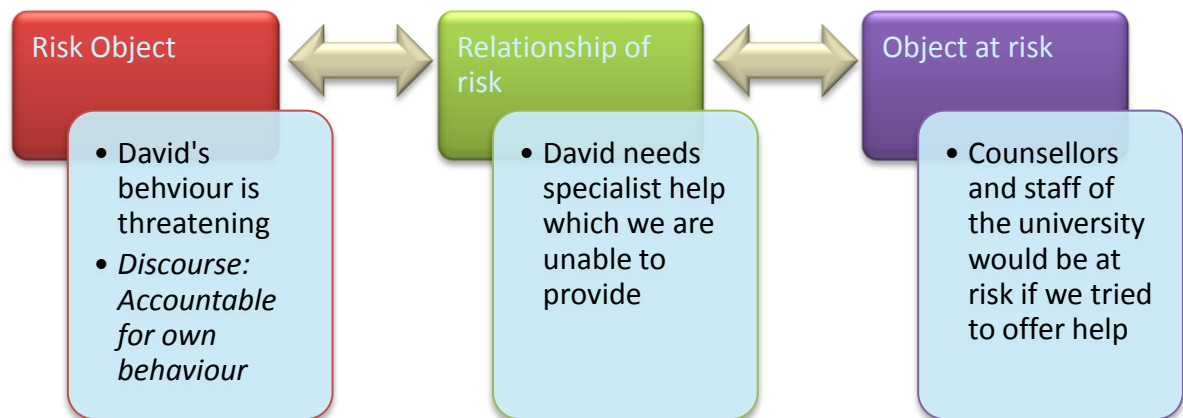 Risk Object
• David's
behviour is
threatening
• Discourse:
Accountable
for own
behaviour
Relationship of
risk
• David needs
specialist help
which we are
unable to
provide
Object at risk
• Counsellors
and staff of
the university
would be at
risk if we tried
to offer help